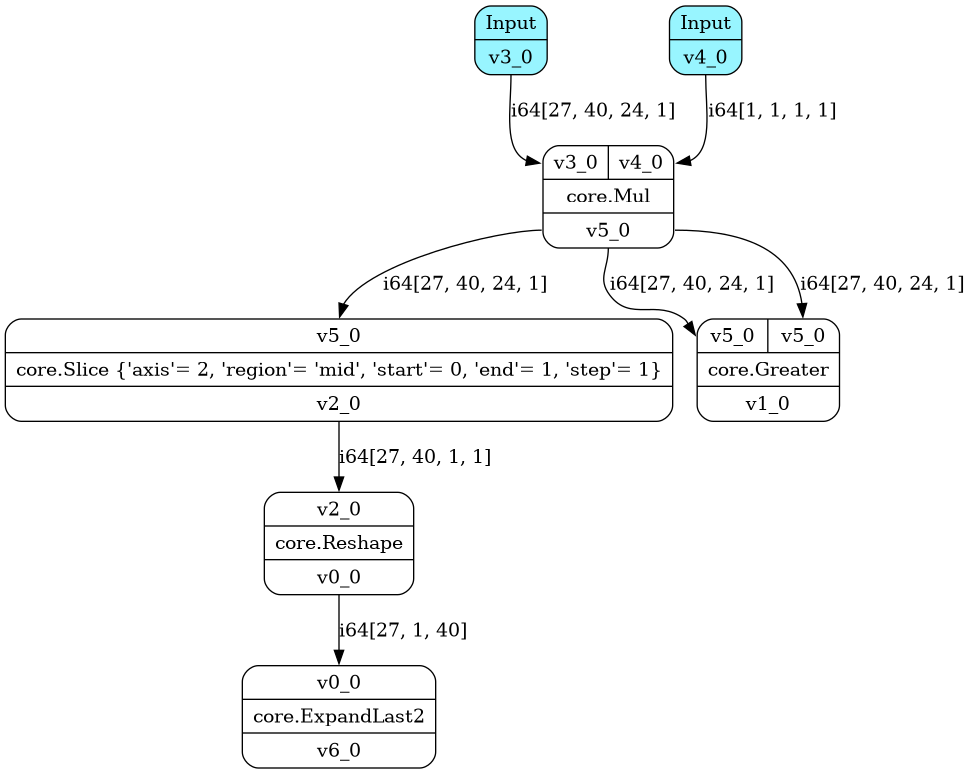 Input
v3_0
Input
v4_0
i64[27, 40, 24, 1]
i64[1, 1, 1, 1]
v3_0
v4_0
core.Mul
v5_0
i64[27, 40, 24, 1]
i64[27, 40, 24, 1]
i64[27, 40, 24, 1]
v5_0
core.Slice {'axis'= 2, 'region'= 'mid', 'start'= 0, 'end'= 1, 'step'= 1}
v2_0
v5_0
v5_0
core.Greater
v1_0
i64[27, 40, 1, 1]
v2_0
core.Reshape
v0_0
i64[27, 1, 40]
v0_0
core.ExpandLast2
v6_0